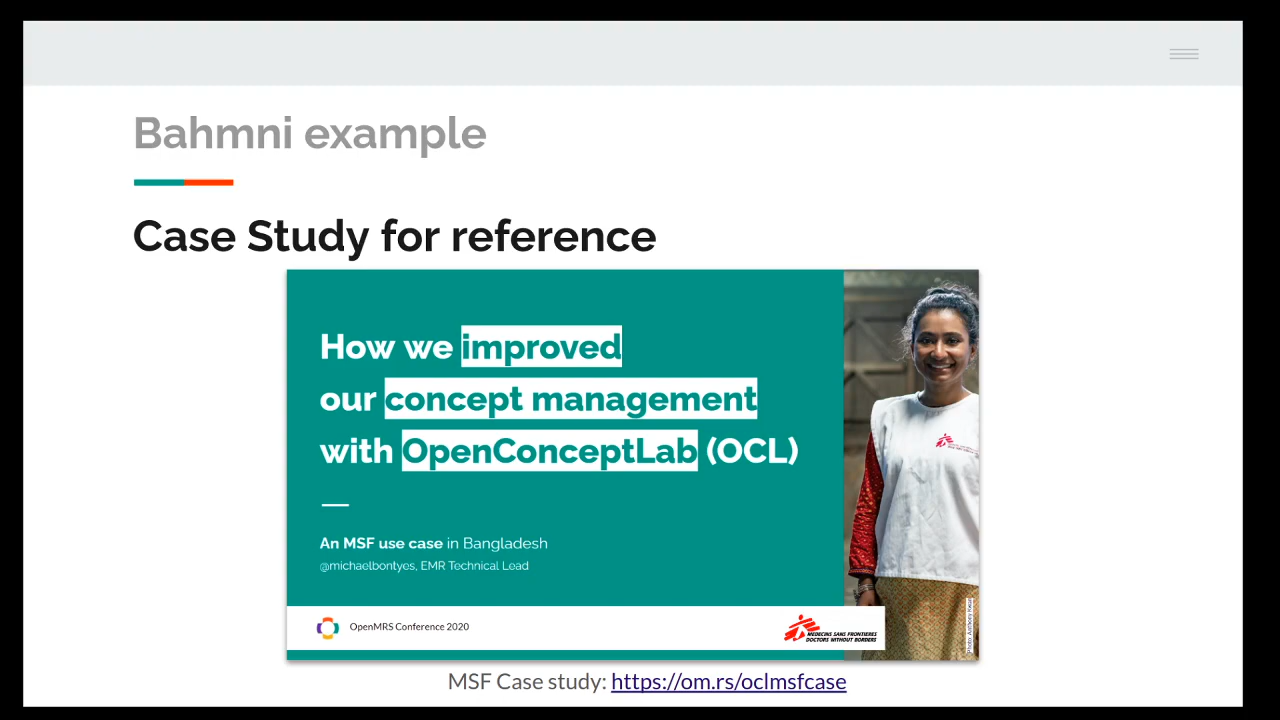 Bahmni example
Case Study for reference
How we improved
our concept management
with OpenConceptLab (OCL)
An MSF use case in Bangladesh
@michaelbontyes, EMR Technical Lead
OpenMRS Conference 2020
MEDECINS SANS FRONTIERES
DOCTORS WITHOUT BORDERS
MSF Case study: https://om.rs/oclmsfcase